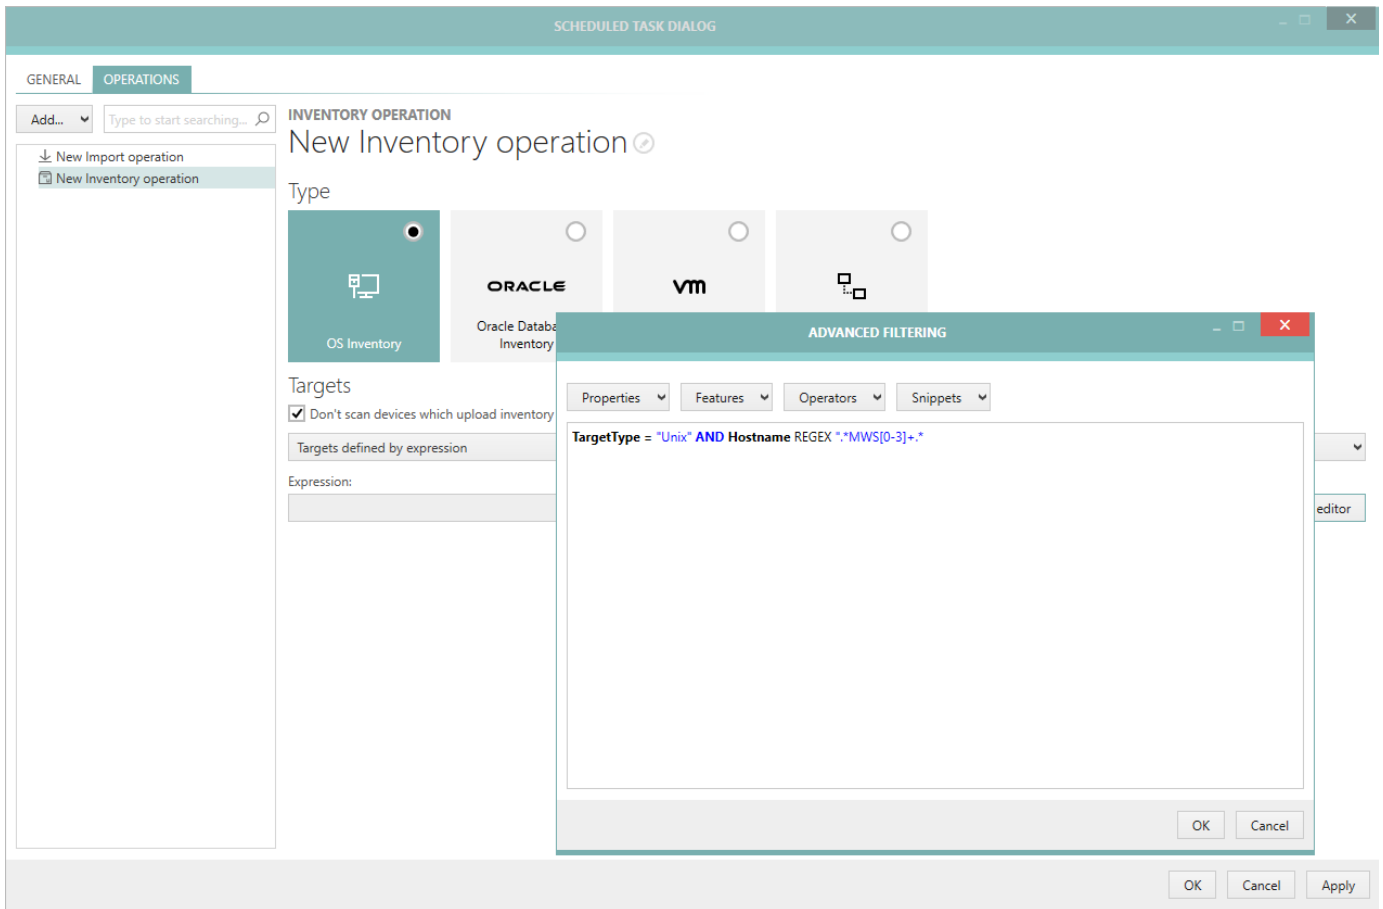 SCHEDULED TASK DIALOG
GENERAL
OPERATIONS
Add...
Type to start searching...
New Import operation
New Inventory operation
INVENTORY OPERATION
New Inventory operation
Type
OS Inventory
ORACLE
Oracle Databa
Inventory
vm
Targets
Don't scan devices which upload inventory
Targets defined by expression
Expression:
editor
ADVANCED FILTERING
Properties
Features
Operators
Snippets
TargetType = "Unix" AND Hostname REGEX ".*MWS[0-3]+.*
OK
Cancel
OK
Cancel
Apply